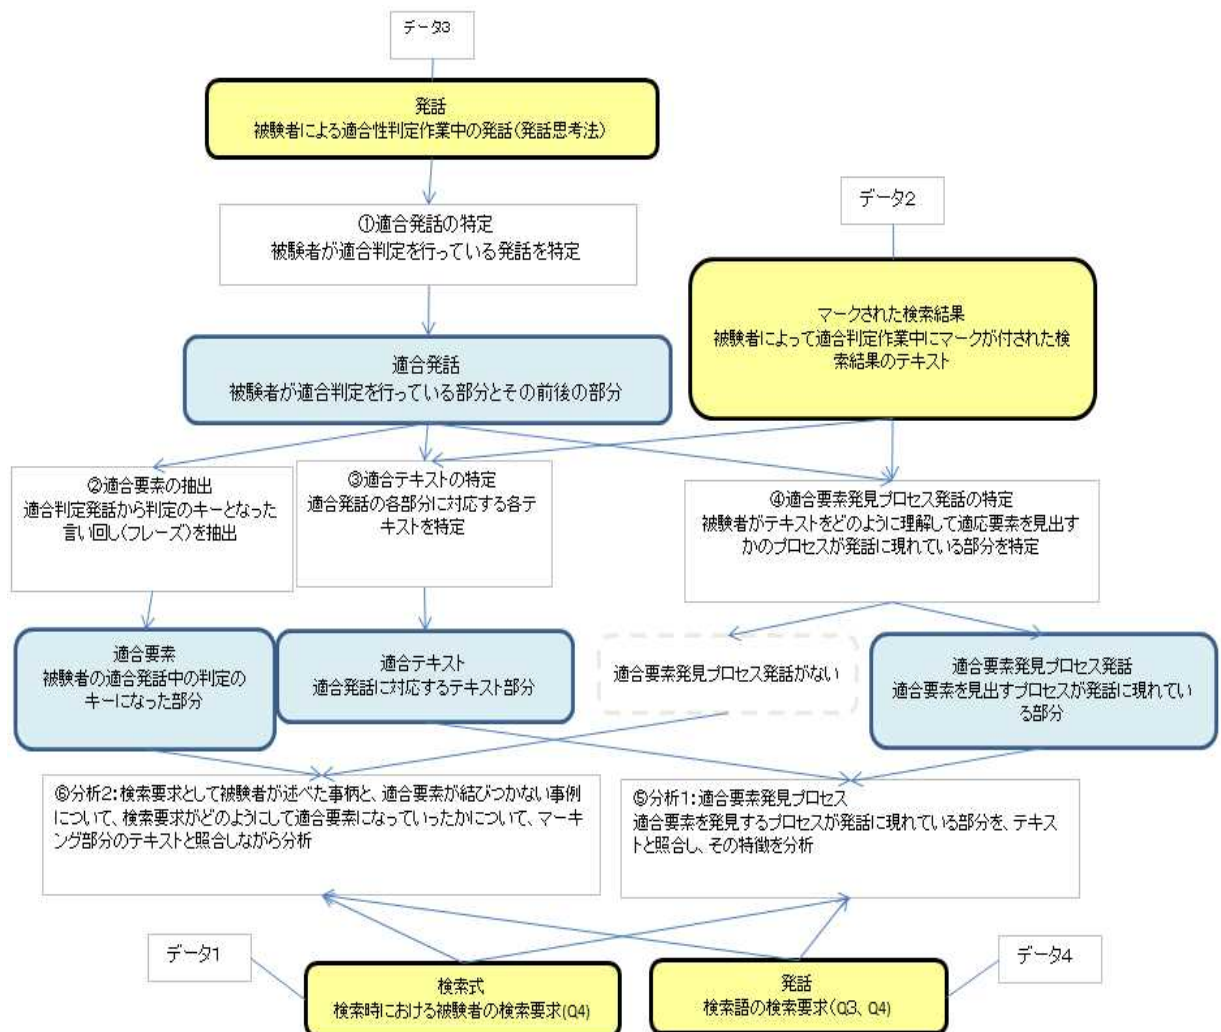 データ3
発話
被験者による適合性判定作業中の発話(発話思考法)
データ2
①適合発話の特定
被験者が適合判定を行っている発話を特定
マークされた検索結果
被験者によって適合判定作業中にマークが付された検
索結果のテキスト
適合発話
被験者が適合判定を行っている部分とその前後の部分
②適合要素の抽出
適合判定発話から判定のキーとなった
言い回し(フレーズ)を抽出
③適合テキストの特定
適合発話の各部分に対応する各テ
キストを特定
④適合要素発見プロセス発話の特定
被験者がテキストをどのように理解して適応要素を見出す
かのプロセスが発話に現れている部分を特定
適合要素
被験者の適合発話中の判定の
キーになった部分
適合テキスト
適合発話に対応するテキスト部分
適合要素発見プロセス発話がない
適合要素発見プロセス発話
適合要素を見出すプロセスが発話に現れてい
る部分
⑥分析2:検索要求として被験者が述べた事柄と、適合要素が結びつかない事例
について、検索要求がどのようにして適合要素になっていったかについて、マーキ
ング部分のテキストと照合しながら分析
⑤分析1:適合要素発見プロセス
適合要素を発見するプロセスが発話に現れている部分を、テキ
ストと照合し、その特徴を分析
データ1
検索式
検索時における被験者の検索要求(Q4)
発話
検索語の検索要求(Q3、Q4)
データ4